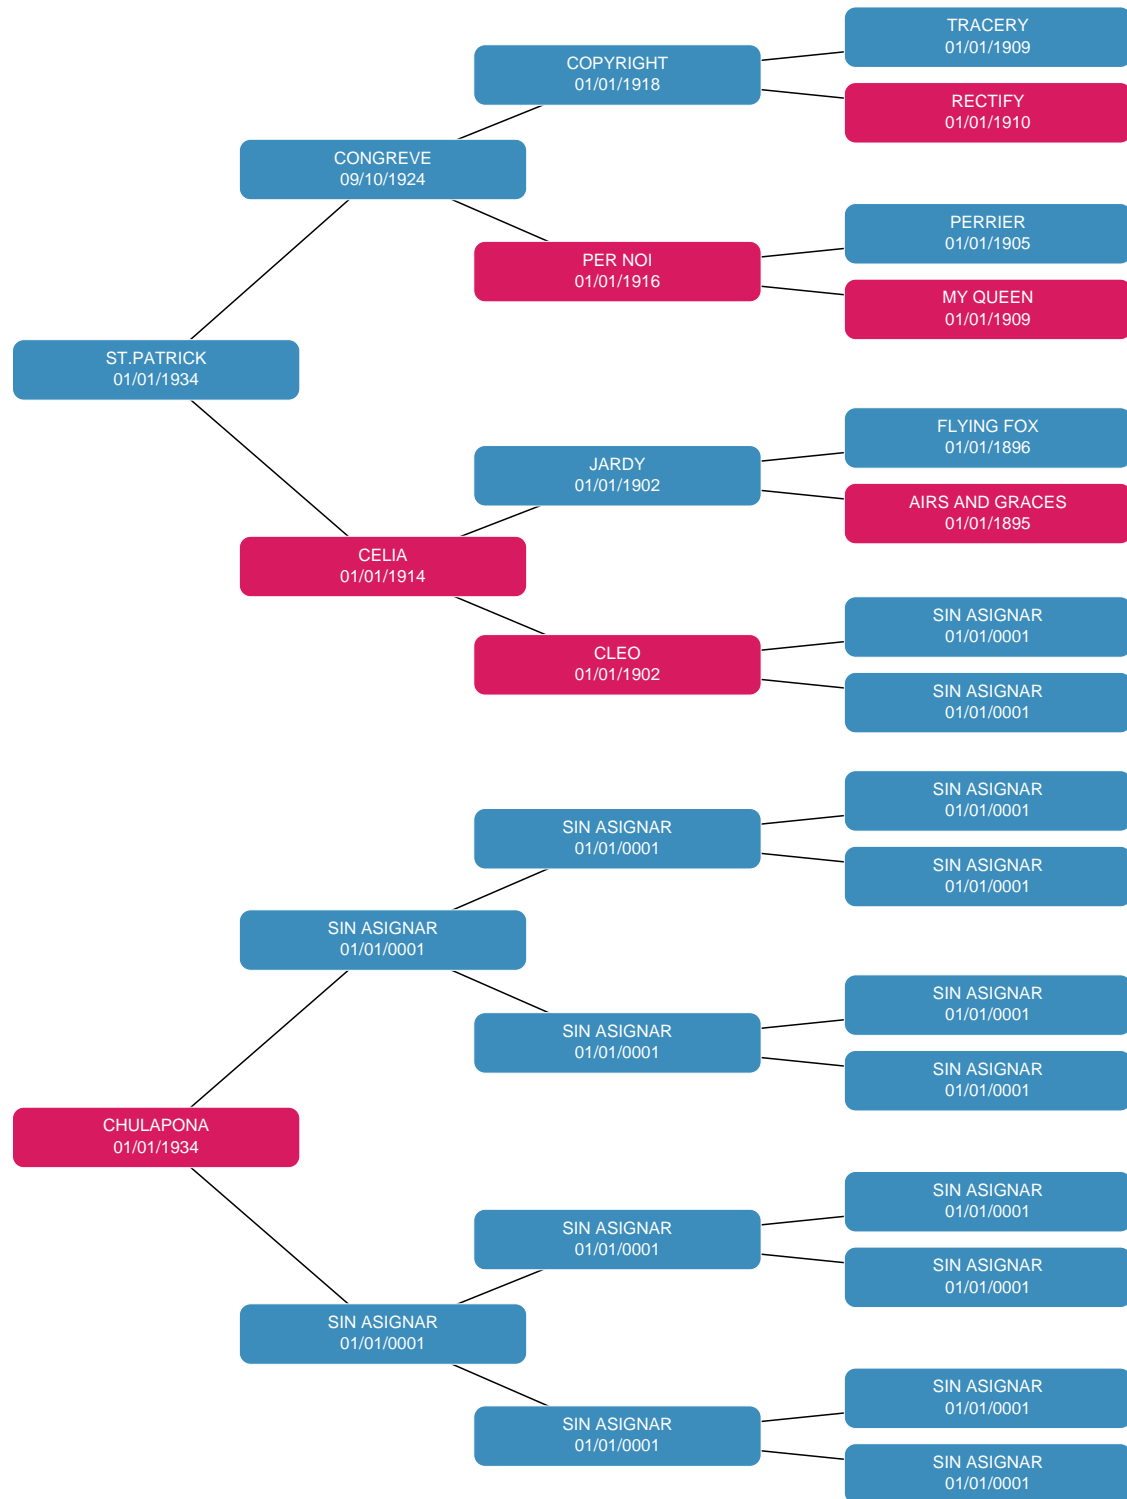 TRACERY
01/01/1909
COPYRIGHT
01/01/1918
RECTIFY
01/01/1910
CONGREVE
09/10/1924
PERRIER
01/01/1905
PER NOI
01/01/1916
MY QUEEN
01/01/1909
ST.PATRICK
01/01/1934
FLYING FOX
01/01/1896
JARDY
01/01/1902
AIRS AND GRACES
01/01/1895
CELIA
01/01/1914
SIN ASIGNAR
01/01/0001
CLEO
01/01/1902
SIN ASIGNAR
01/01/0001
SIN ASIGNAR
01/01/0001
SIN ASIGNAR
01/01/0001
SIN ASIGNAR
01/01/0001
SIN ASIGNAR
01/01/0001
SIN ASIGNAR
01/01/0001
SIN ASIGNAR
01/01/0001
SIN ASIGNAR
01/01/0001
CHULAPONA
01/01/1934
SIN ASIGNAR
01/01/0001
SIN ASIGNAR
01/01/0001
SIN ASIGNAR
01/01/0001
SIN ASIGNAR
01/01/0001
SIN ASIGNAR
01/01/0001
SIN ASIGNAR
01/01/0001
SIN ASIGNAR
01/01/0001